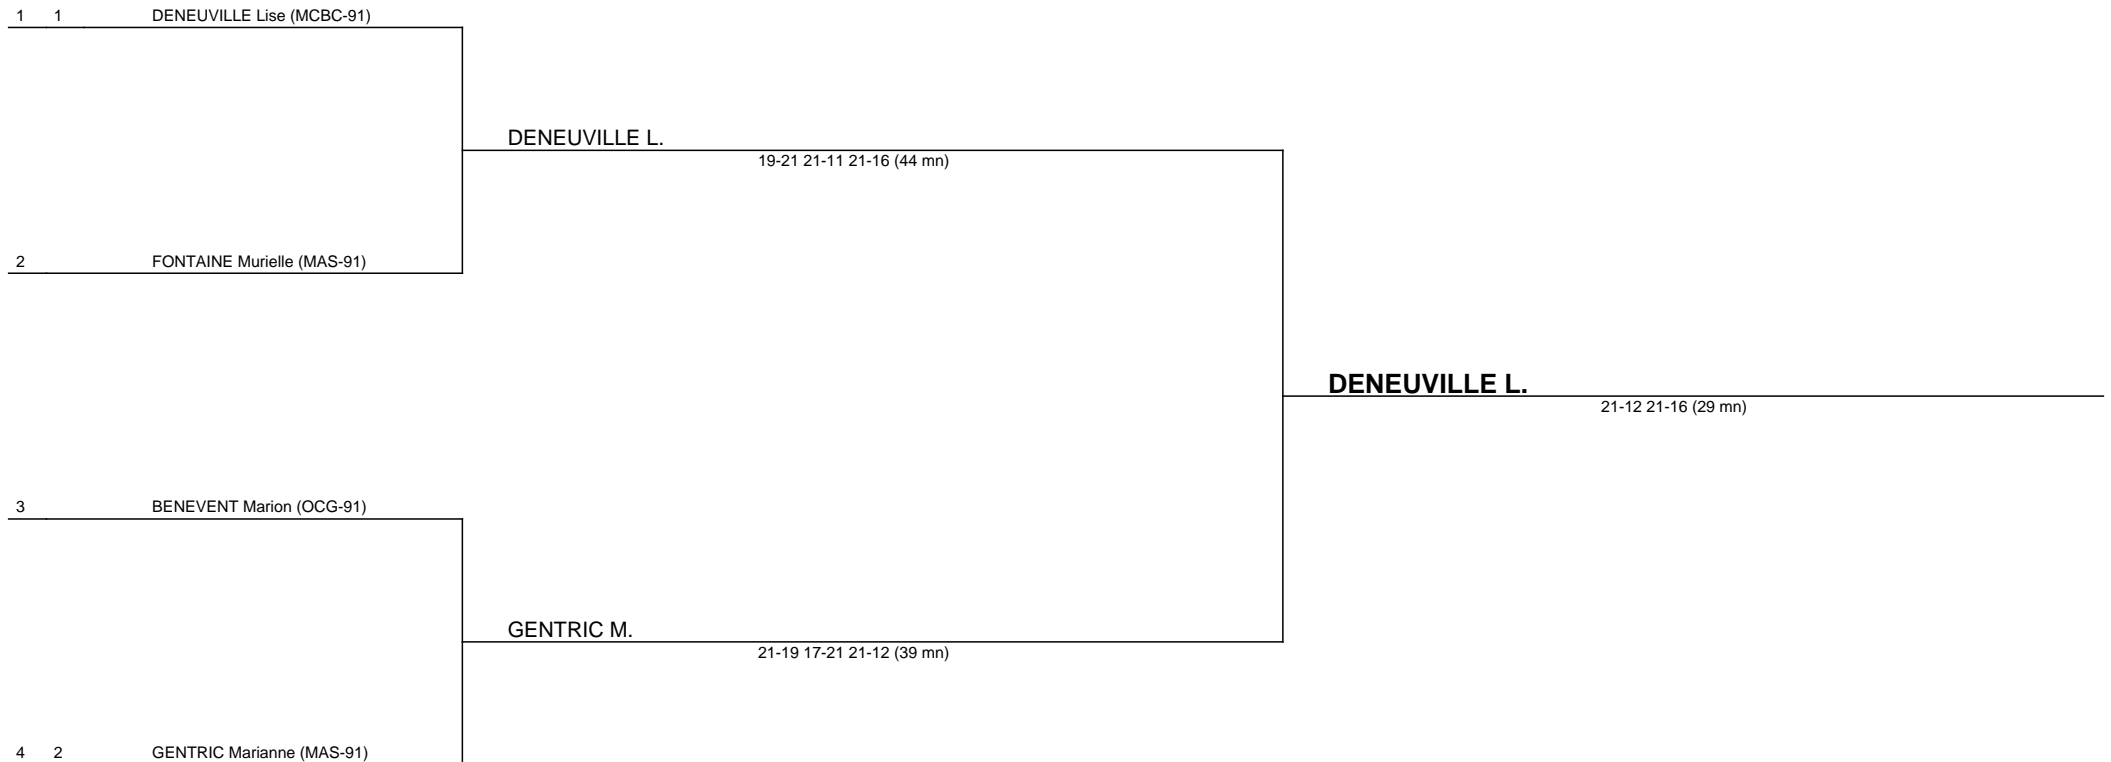 1 1 DENEUVILLE Lise (MCBC-91)
DENEUVILLE L.
19-21 21-11 21-16 (44 mn)
2 FONTAINE Murielle (MAS-91)
DENEUVILLE L.
21-12 21-16 (29 mn)
3 BENEVENT Marion (OCG-91)
GENTRIC M.
21-19 17-21 21-12 (39 mn)
4 2 GENTRIC Marianne (MAS-91)